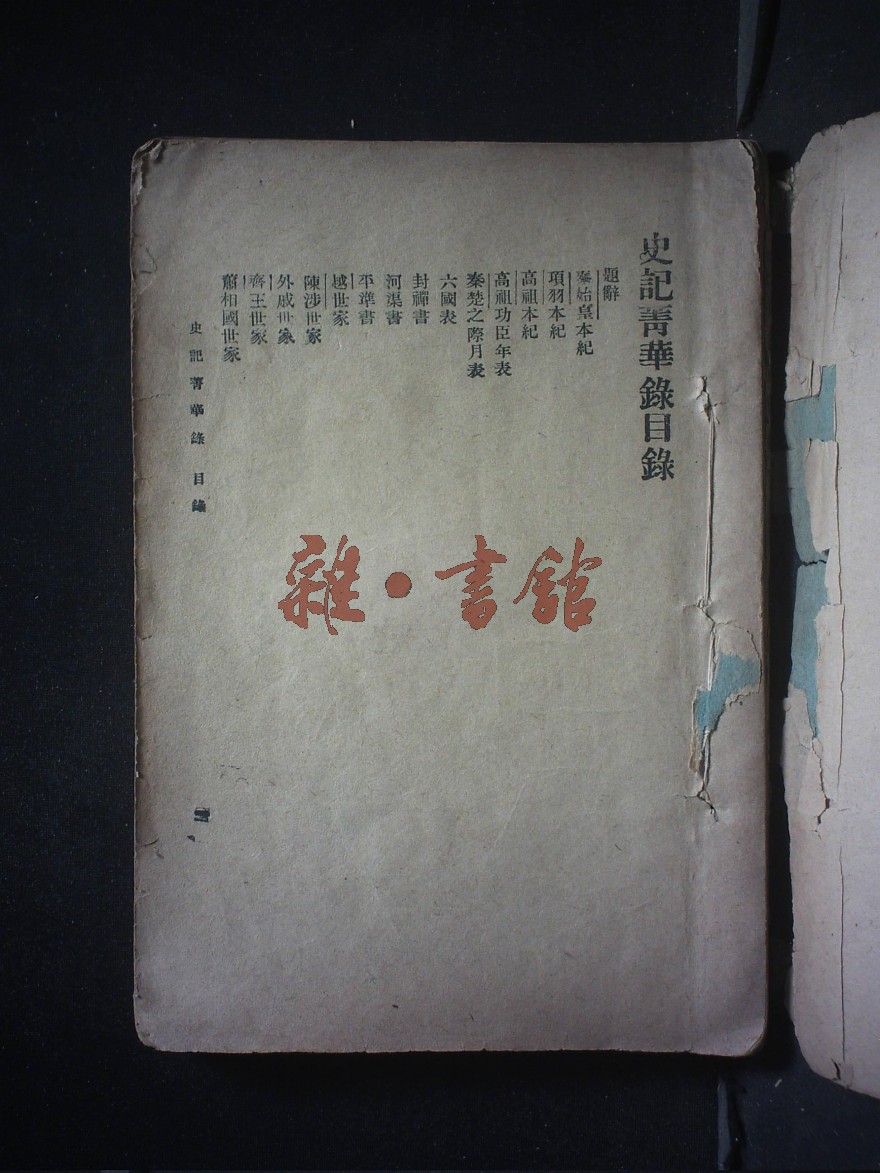 史記菁華錄目錄
題辭
秦始皇本紀
項羽本紀
高祖本紀
高祖功臣年表
秦楚之際月表
六國表
封禪書
河渠書
平準書
越世家
陳涉世家
外戚世家
齊王世家
蕭相國世家
史記菁華錄 目錄
雜·書館